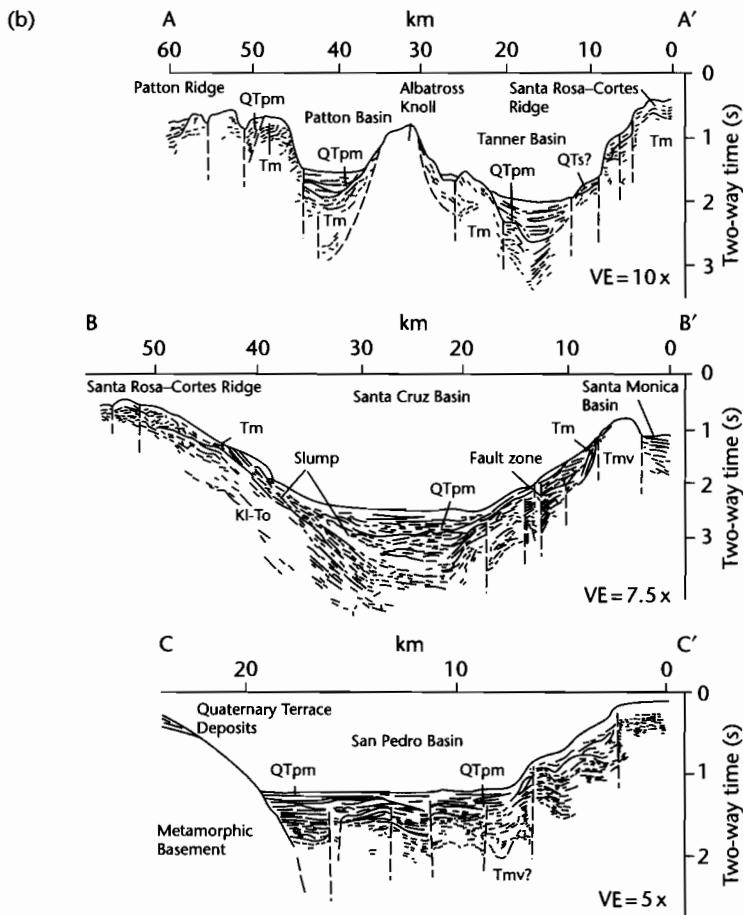 (b)
A km A'
60 50 40 30 20 10 0
Patton Ridge
QTpm
Tm
Patton Basin
QTpm
Tm
Albatross
Knoll
Santa Rosa–Cortes
Ridge
Tanner Basin
QTpm
QTs?
Tm
Tm
0
1
2
3
Two-way time (s)
VE = 10 x
B km B'
50 40 30 20 10 0
Santa Rosa–Cortes Ridge
Santa Cruz Basin
Santa Monica
Basin
Tm
Slump
Kl-To
QTpm
Fault zone
Tm
Tmv
0
1
2
3
Two-way time (s)
VE = 7.5 x
C km C'
20 10 0
Quaternary Terrace
Deposits
San Pedro Basin
QTpm
QTpm
Metamorphic
Basement
Tmv?
0
1
2
Two-way time (s)
VE = 5 x